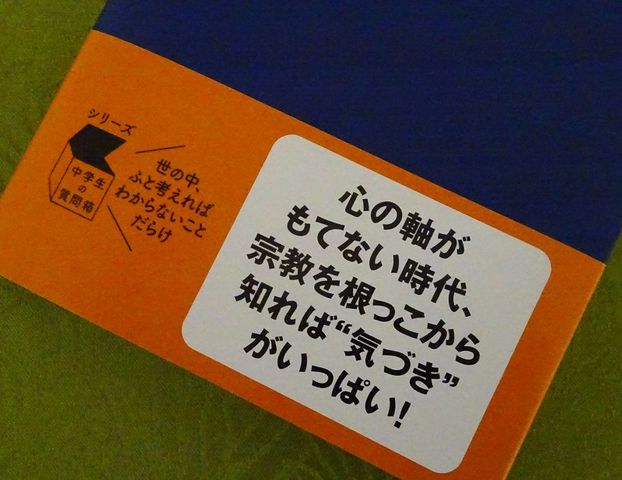 シリーズ
中学生
の
質問箱
世の中、
ふと考えれば
わからないこと
だらけ
心の軸が
もてない時代、
宗教を根っこから
知れば“気づき”
がいっぱい!